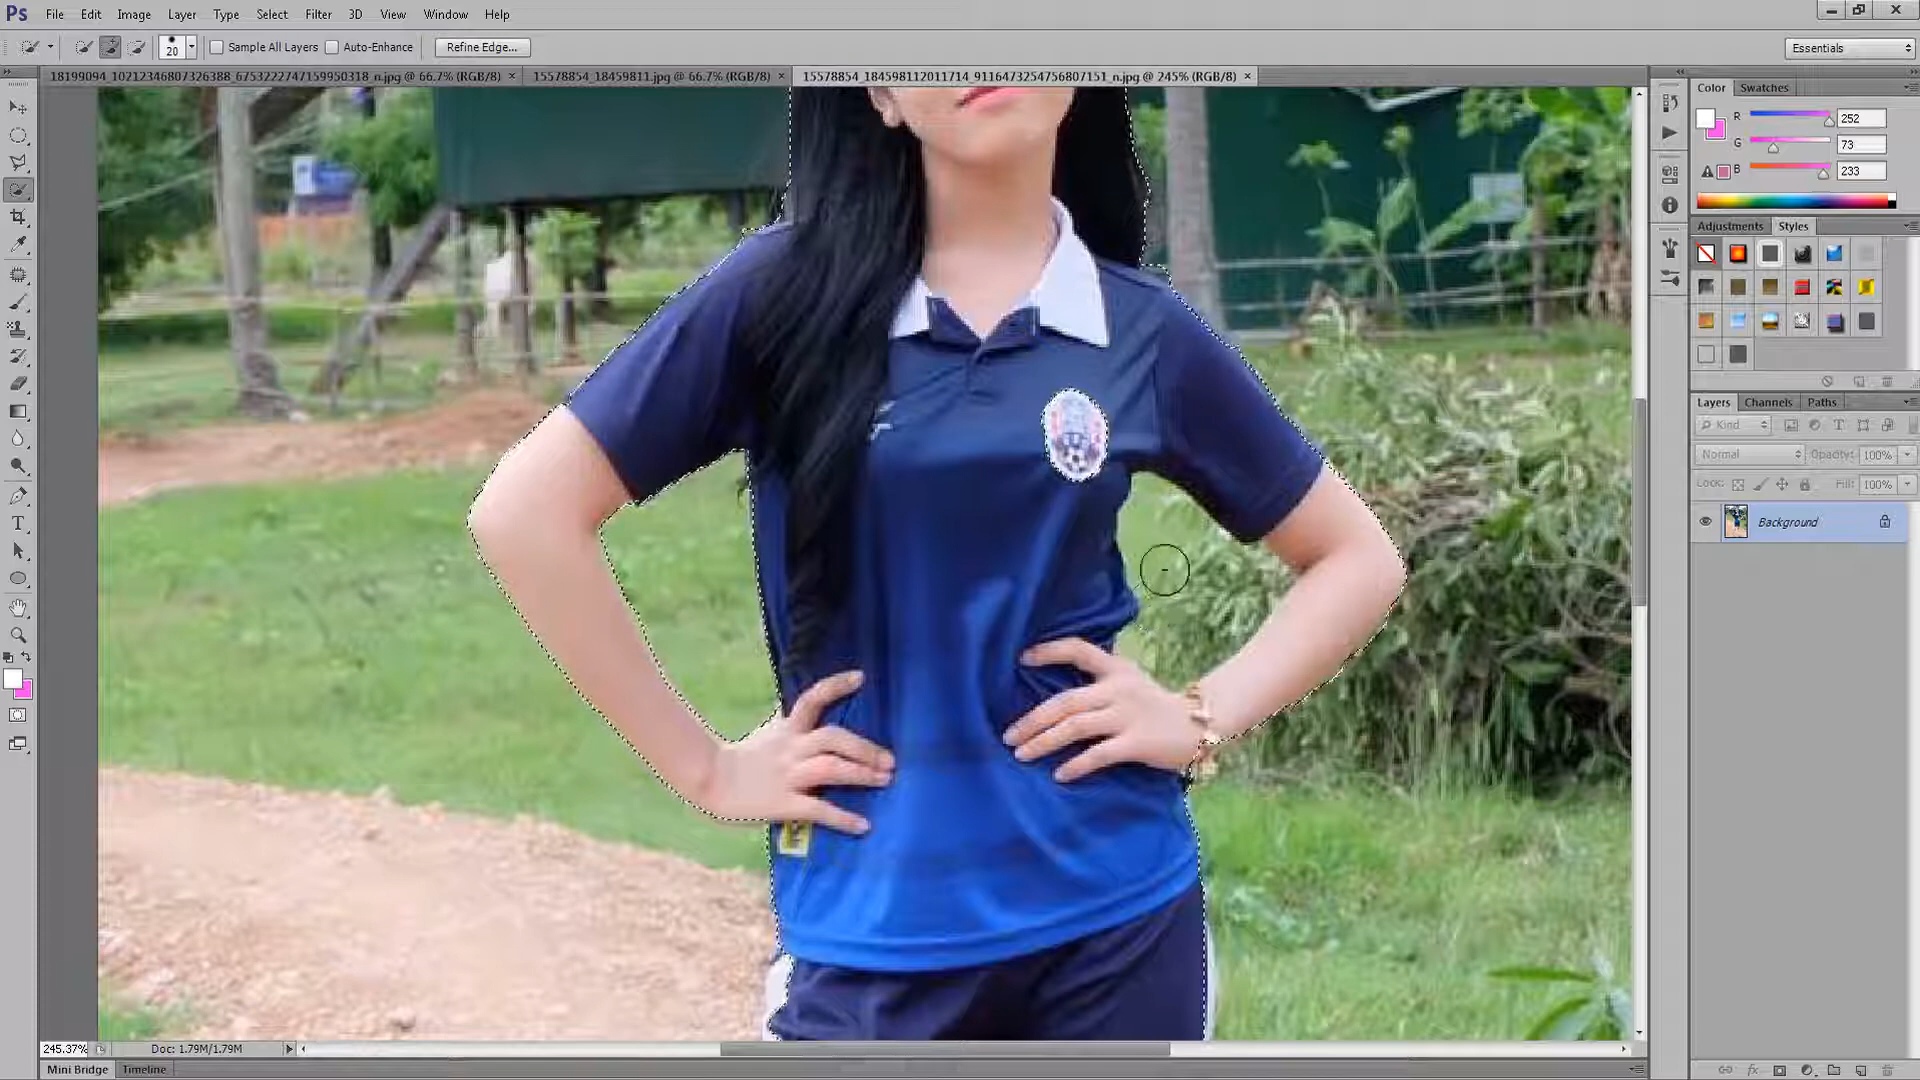 Ps File Edit Image Layer Type Select Filter 3D View Window Help
20 Sample All Layers Auto-Enhance Refine Edge... Essentials
18199094_10212346807326388_6753222747159950318_n.jpg @ 66.7% (RGB/8) × 15578854_18459811.jpg @ 66.7% (RGB/8) × 15578854_184598112011714_9116473254756807151_n.jpg @ 245% (RGB/8) ×
Color Swatches
R 252
G 73
B 233
Adjustments Styles
Layers Channels Paths
Kind
Normal Opacity: 100%
Lock: Fill: 100%
Background
T
245.37% Doc: 1.79M/1.79M
Mini Bridge Timeline